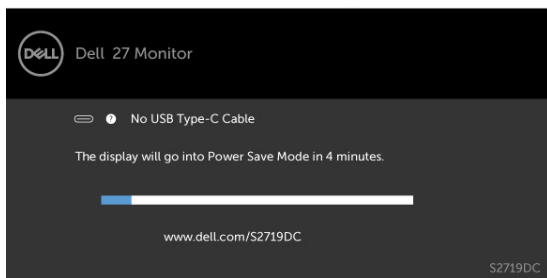 DELL Dell 27 Monitor
? No USB Type-C Cable
The display will go into Power Save Mode in 4 minutes.
www.dell.com/S2719DC
S2719DC